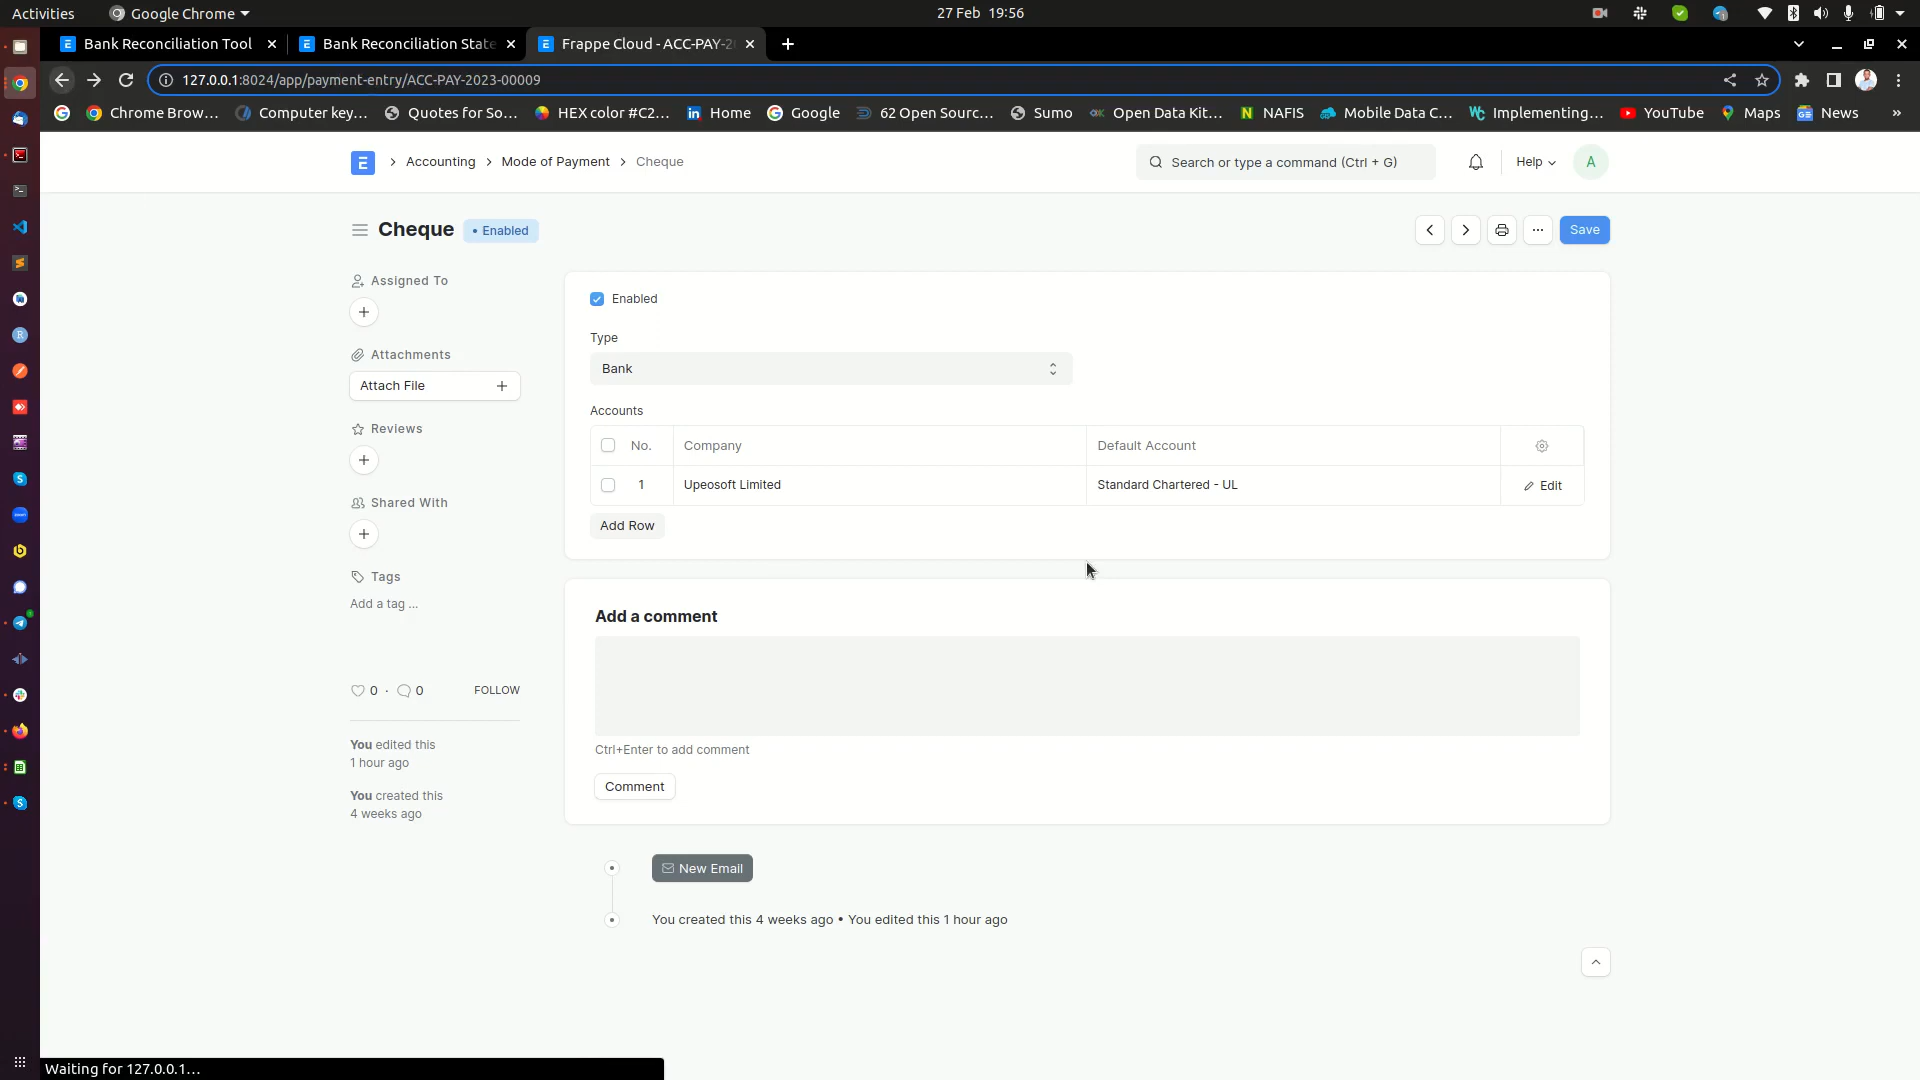 Activities Google Chrome 27 Feb 19:56
Bank Reconciliation Tool Bank Reconciliation State Frappe Cloud - ACC-PAY-2
127.0.0.1:8024/app/payment-entry/ACC-PAY-2023-00009
Chrome Brow... Computer key... Quotes for So... HEX color #C2... Home Google 62 Open Sourc... Sumo Open Data Kit... NAFIS Mobile Data C... Implementing... YouTube Maps News »
E Accounting Mode of Payment Cheque Search or type a command (Ctrl + G) Help A
Cheque Enabled Save
Assigned To
Attachments
Attach File
Reviews
Shared With
Tags
Add a tag ...
0 · 0 FOLLOW
You edited this
1 hour ago
You created this
4 weeks ago
Enabled
Type
Bank
Accounts
No. Company Default Account
1 Upeosoft Limited Standard Chartered - UL Edit
Add Row
Add a comment
Ctrl+Enter to add comment
Comment
New Email
You created this 4 weeks ago • You edited this 1 hour ago
Waiting for 127.0.0.1...